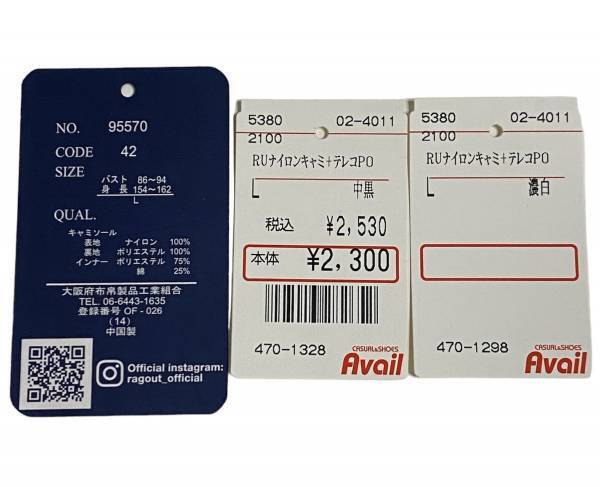 NO. 95570
CODE 42
SIZE
バスト 86～94
身 長 154～162
L
QUAL.
キャミソール
表地 ナイロン 100%
裏地 ポリエステル 100%
インナー ポリエステル 75%
綿 25%
大阪府布帛製品工業組合
TEL. 06-6443-1635
登録番号 OF - 026
(14)
中国製
Official instagram:
ragout_official
5380 02-4011
2100
RUナイロンキャミ+テレコPO
L 中黒
税込 ¥2,530
本体 ¥2,300
470-1328
CASUAL&SHOES
Avail
5380 02-4011
2100
RUナイロンキャミ+テレコPO
L 濃白
470-1298
CASUAL&SHOES
Avail